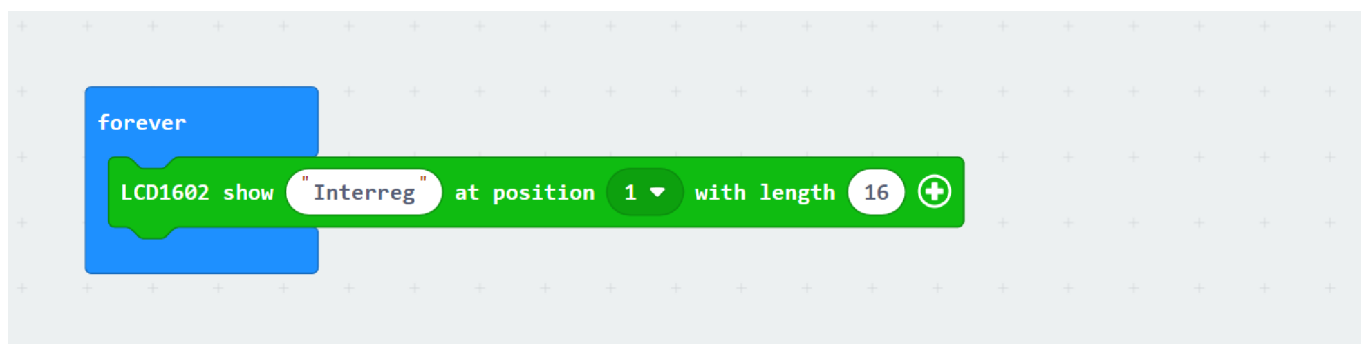 forever
LCD1602 show "Interreg" at position 1 with length 16